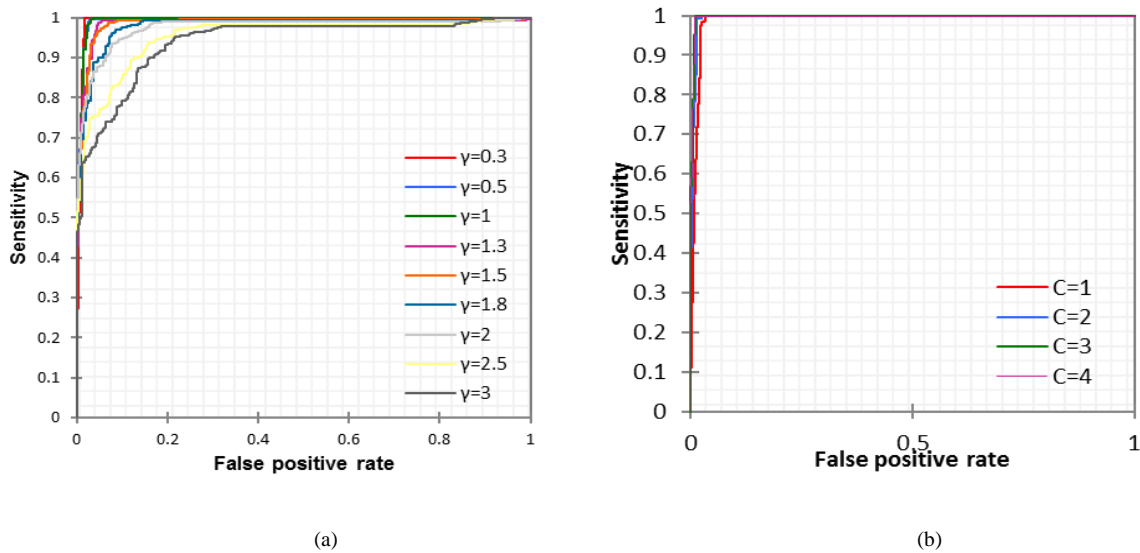 1
0.9
0.8
0.7
0.6
0.5
0.4
0.3
0.2
0.1
0
Sensitivity
0 0.2 0.4 0.6 0.8 1
False positive rate
γ=0.3
γ=0.5
γ=1
γ=1.3
γ=1.5
γ=1.8
γ=2
γ=2.5
γ=3
(a)
1
0.9
0.8
0.7
0.6
0.5
0.4
0.3
0.2
0.1
0
Sensitivity
0 0.5 1
False positive rate
C=1
C=2
C=3
C=4
(b)